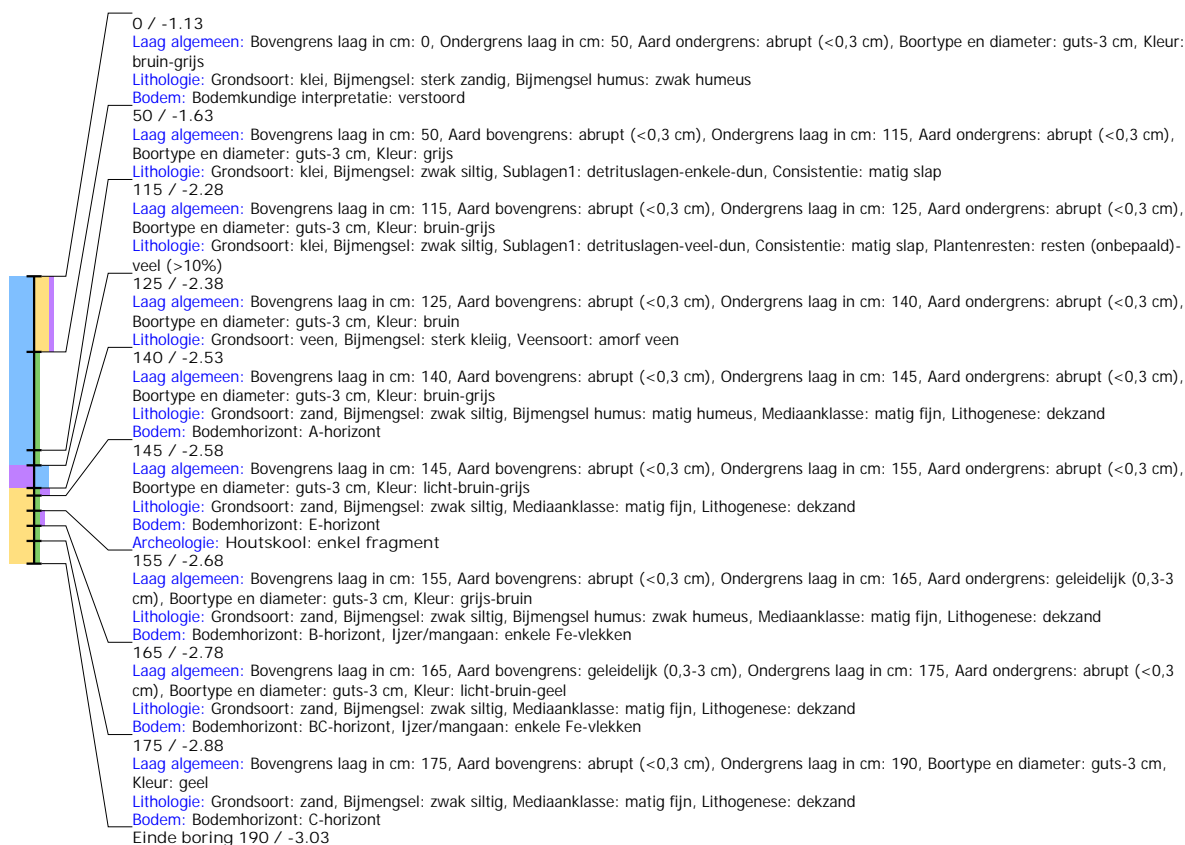 0 / -1.13
Laag algemeen: Bovengrens laag in cm: 0, Ondergrens laag in cm: 50, Aard ondergrens: abrupt (<0,3 cm), Boortype en diameter: guts-3 cm, Kleur:
bruin-grijs
Lithologie: Grondsoort: klei, Bijmengsel: sterk zandig, Bijmengsel humus: zwak humeus
Bodem: Bodemkundige interpretatie: verstoord
50 / -1.63
Laag algemeen: Bovengrens laag in cm: 50, Aard bovengrens: abrupt (<0,3 cm), Ondergrens laag in cm: 115, Aard ondergrens: abrupt (<0,3 cm),
Boortype en diameter: guts-3 cm, Kleur: grijs
Lithologie: Grondsoort: klei, Bijmengsel: zwak siltig, Sublagen1: detrituslagen-enkele-dun, Consistentie: matig slap
115 / -2.28
Laag algemeen: Bovengrens laag in cm: 115, Aard bovengrens: abrupt (<0,3 cm), Ondergrens laag in cm: 125, Aard ondergrens: abrupt (<0,3 cm),
Boortype en diameter: guts-3 cm, Kleur: bruin-grijs
Lithologie: Grondsoort: klei, Bijmengsel: zwak siltig, Sublagen1: detrituslagen-veel-dun, Consistentie: matig slap, Plantenresten: resten (onbepaald)-
veel (>10%)
125 / -2.38
Laag algemeen: Bovengrens laag in cm: 125, Aard bovengrens: abrupt (<0,3 cm), Ondergrens laag in cm: 140, Aard ondergrens: abrupt (<0,3 cm),
Boortype en diameter: guts-3 cm, Kleur: bruin
Lithologie: Grondsoort: veen, Bijmengsel: sterk kleiig, Veensoort: amorf veen
140 / -2.53
Laag algemeen: Bovengrens laag in cm: 140, Aard bovengrens: abrupt (<0,3 cm), Ondergrens laag in cm: 145, Aard ondergrens: abrupt (<0,3 cm),
Boortype en diameter: guts-3 cm, Kleur: bruin-grijs
Lithologie: Grondsoort: zand, Bijmengsel: zwak siltig, Bijmengsel humus: matig humeus, Mediaanklasse: matig fijn, Lithogenese: dekzand
Bodem: Bodemhorizont: A-horizont
145 / -2.58
Laag algemeen: Bovengrens laag in cm: 145, Aard bovengrens: abrupt (<0,3 cm), Ondergrens laag in cm: 155, Aard ondergrens: abrupt (<0,3 cm),
Boortype en diameter: guts-3 cm, Kleur: licht-bruin-grijs
Lithologie: Grondsoort: zand, Bijmengsel: zwak siltig, Mediaanklasse: matig fijn, Lithogenese: dekzand
Bodem: Bodemhorizont: E-horizont
Archeologie: Houtskool: enkel fragment
155 / -2.68
Laag algemeen: Bovengrens laag in cm: 155, Aard bovengrens: abrupt (<0,3 cm), Ondergrens laag in cm: 165, Aard ondergrens: geleidelijk (0,3-3
cm), Boortype en diameter: guts-3 cm, Kleur: grijs-bruin
Lithologie: Grondsoort: zand, Bijmengsel: zwak siltig, Bijmengsel humus: zwak humeus, Mediaanklasse: matig fijn, Lithogenese: dekzand
Bodem: Bodemhorizont: B-horizont, Ijzer/mangaan: enkele Fe-vlekken
165 / -2.78
Laag algemeen: Bovengrens laag in cm: 165, Aard bovengrens: geleidelijk (0,3-3 cm), Ondergrens laag in cm: 175, Aard ondergrens: abrupt (<0,3
cm), Boortype en diameter: guts-3 cm, Kleur: licht-bruin-geel
Lithologie: Grondsoort: zand, Bijmengsel: zwak siltig, Mediaanklasse: matig fijn, Lithogenese: dekzand
Bodem: Bodemhorizont: BC-horizont, Ijzer/mangaan: enkele Fe-vlekken
175 / -2.88
Laag algemeen: Bovengrens laag in cm: 175, Aard bovengrens: abrupt (<0,3 cm), Ondergrens laag in cm: 190, Boortype en diameter: guts-3 cm,
Kleur: geel
Lithologie: Grondsoort: zand, Bijmengsel: zwak siltig, Mediaanklasse: matig fijn, Lithogenese: dekzand
Bodem: Bodemhorizont: C-horizont
Einde boring 190 / -3.03